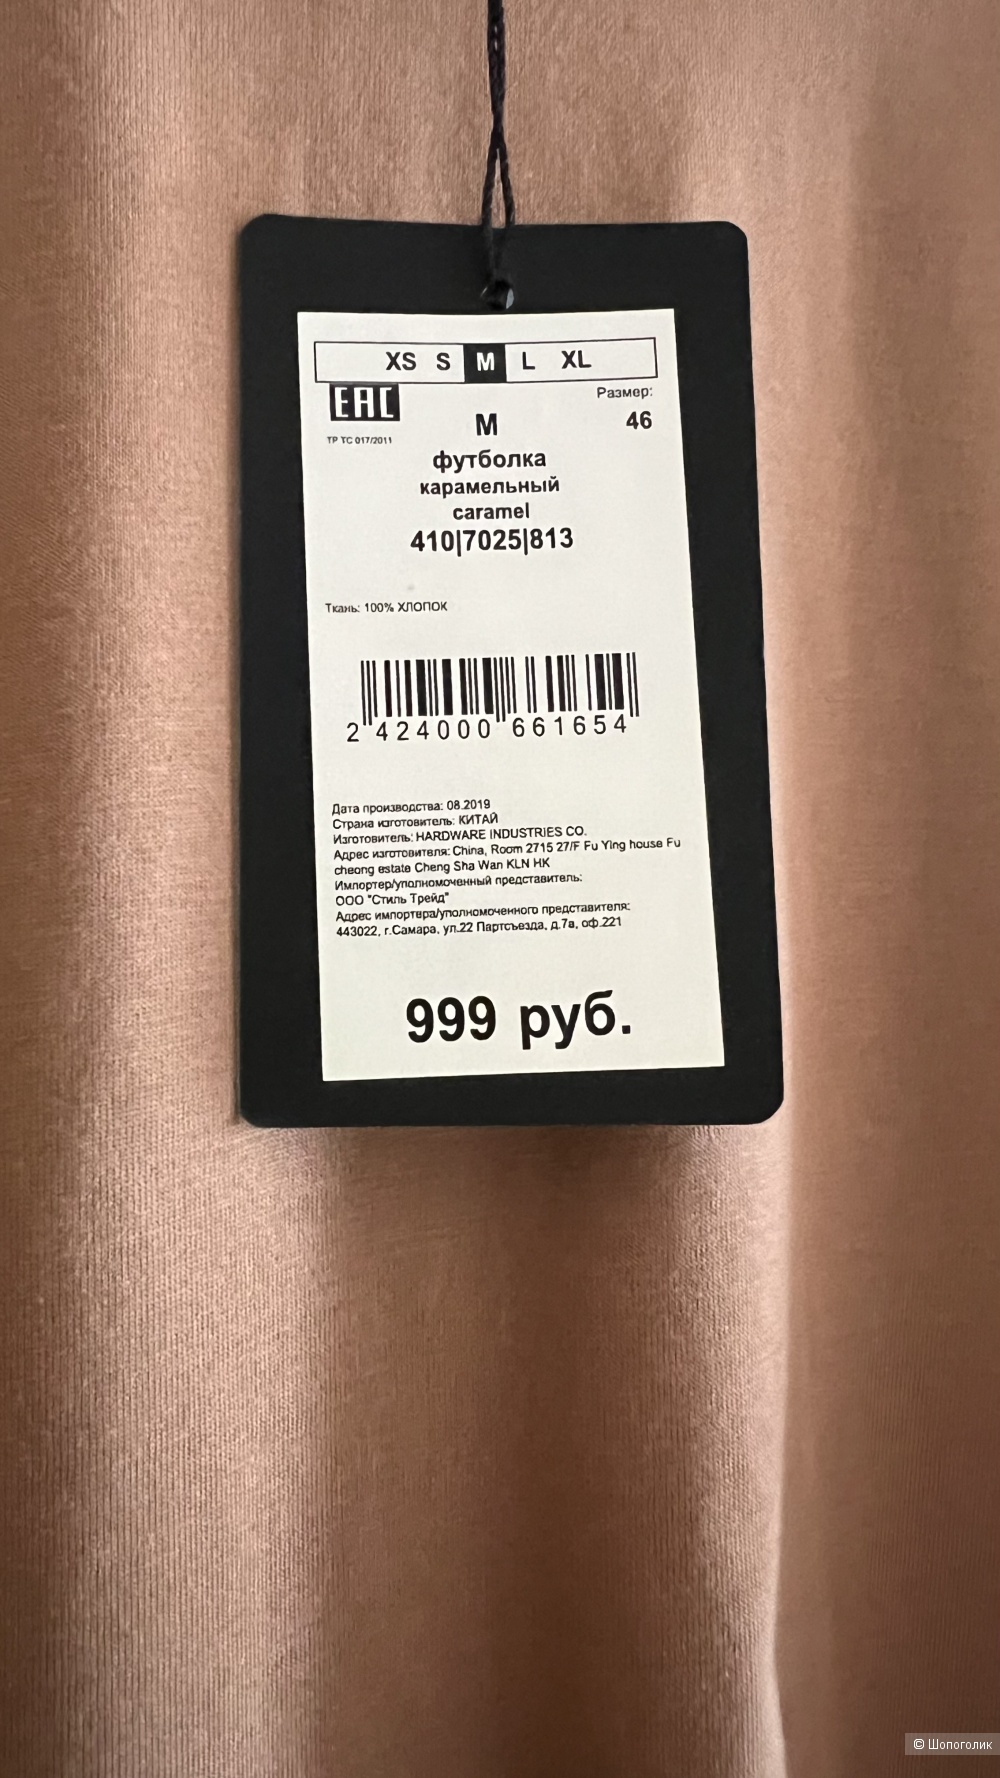 XS S M L XL
EAC
Размер:
ТР ТС 017/2011
М
46
футболка
карамельный
caramel
410|7025|813
Ткань: 100% ХЛОПОК
2 424000 661654
Дата производства: 08.2019
Страна изготовитель: КИТАЙ
Изготовитель: HARDWARE INDUSTRIES CO.
Адрес изготовителя: China, Room 2715 27/F Fu Ying house Fu
cheong estate Cheng Sha Wan KLN HK
Импортер/уполномоченный представитель:
ООО "Стиль Трейд"
Адрес импортера/уполномоченного представителя:
443022, г.Самара, ул.22 Партсъезда, д.7а, оф.221
999 руб.
© Шопоголик